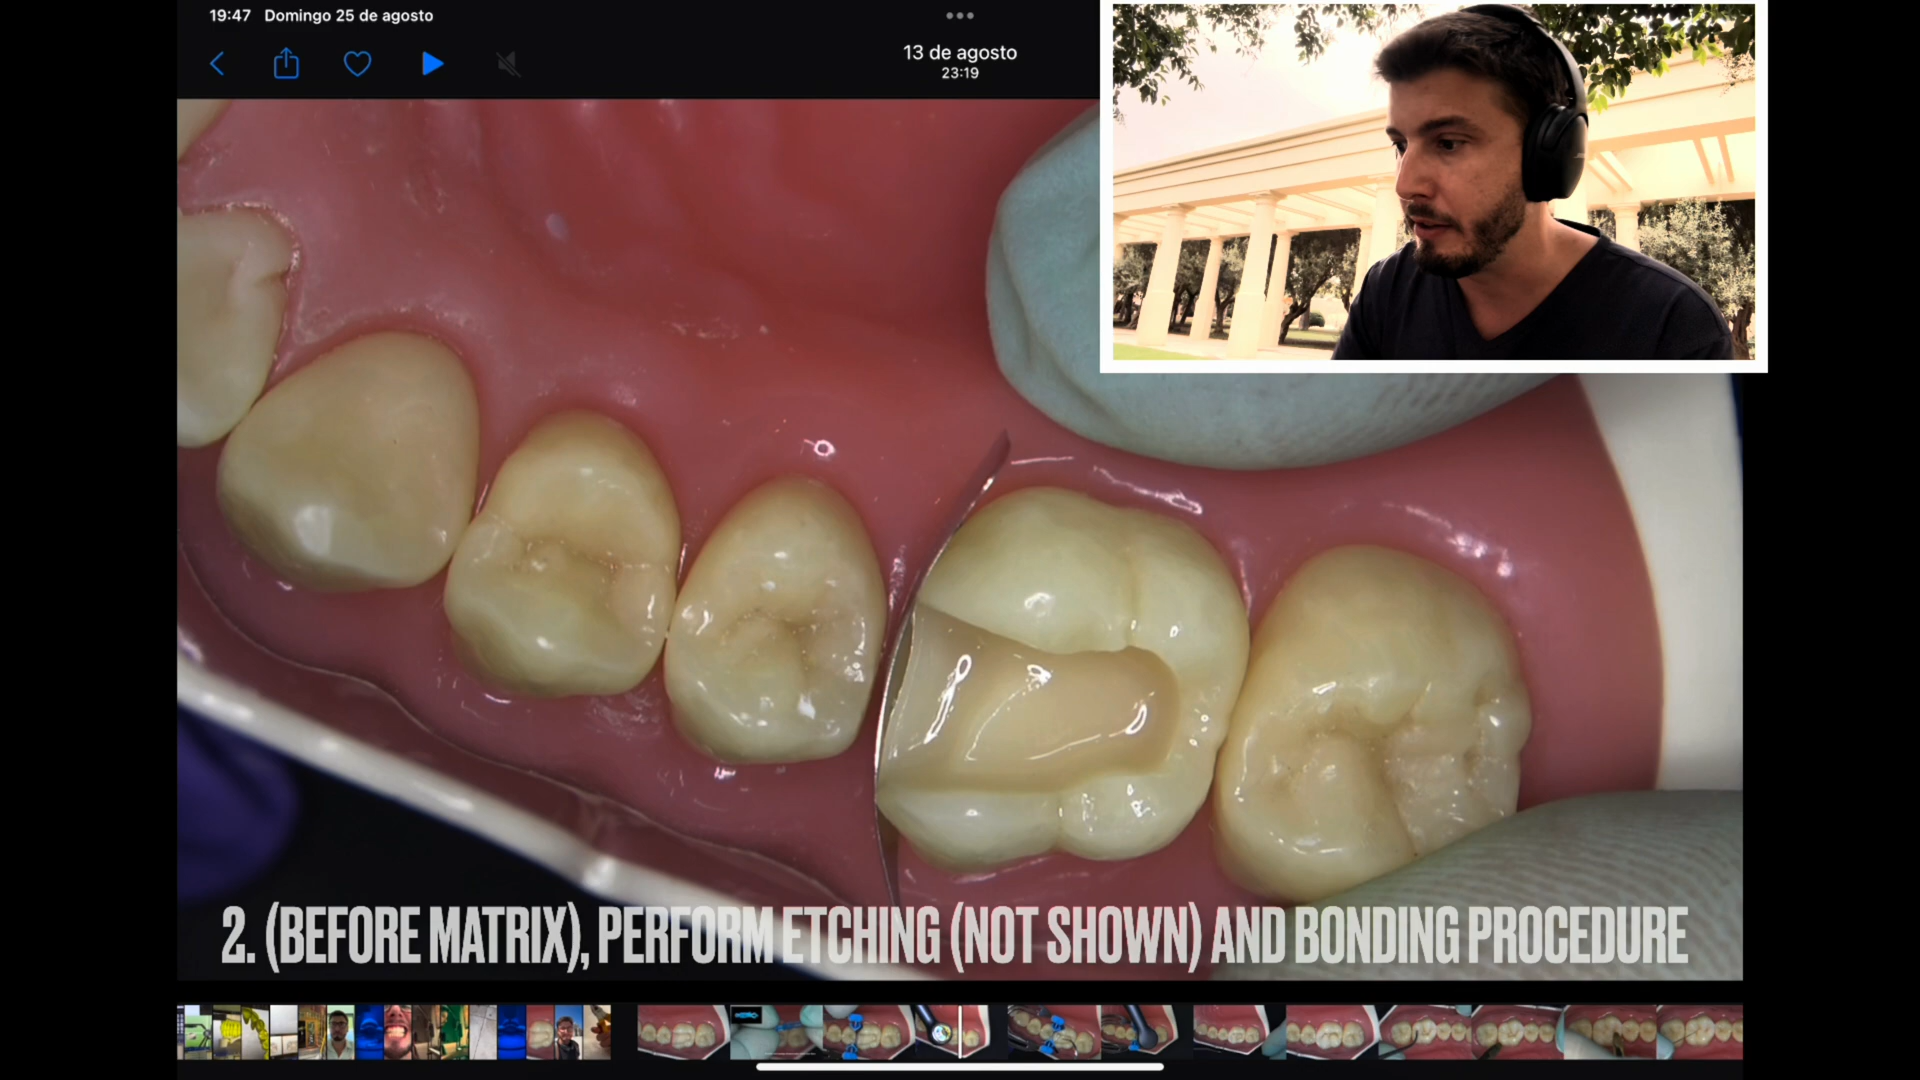 19:47 Domingo 25 de agosto
13 de agosto
23:19
2. (BEFORE MATRIX), PERFORM ETCHING (NOT SHOWN) AND BONDING PROCEDURE